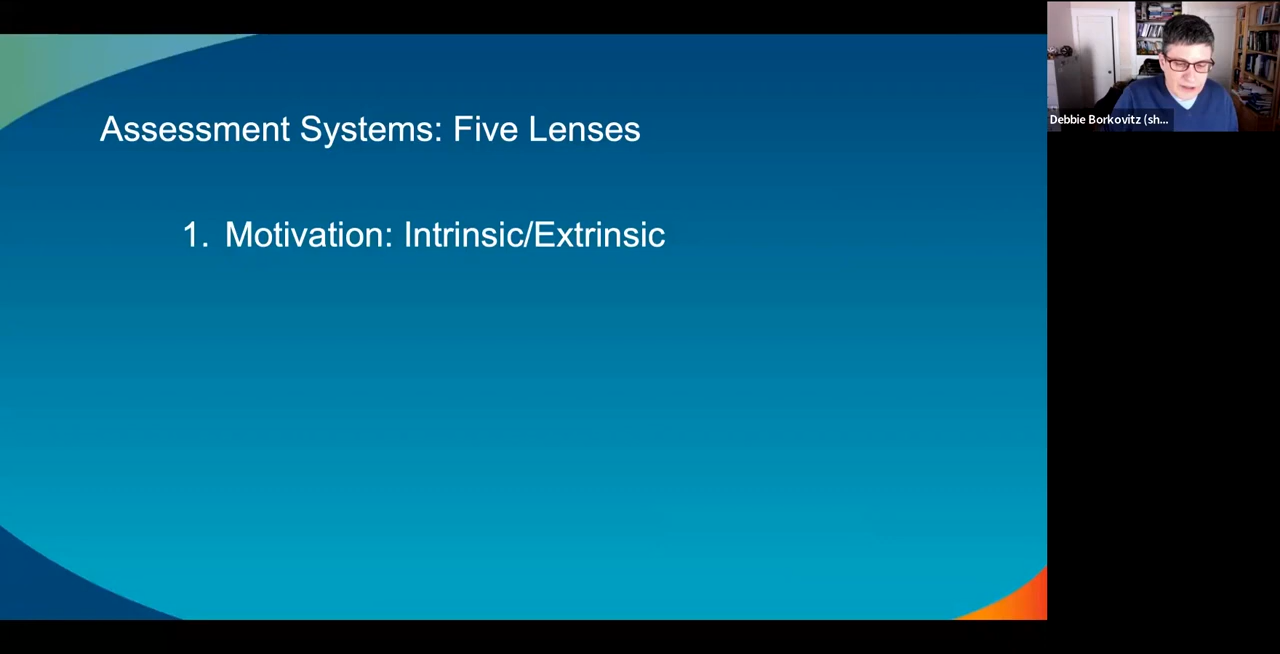 Assessment Systems: Five Lenses
1. Motivation: Intrinsic/Extrinsic
Debbie Borkovitz (sh...